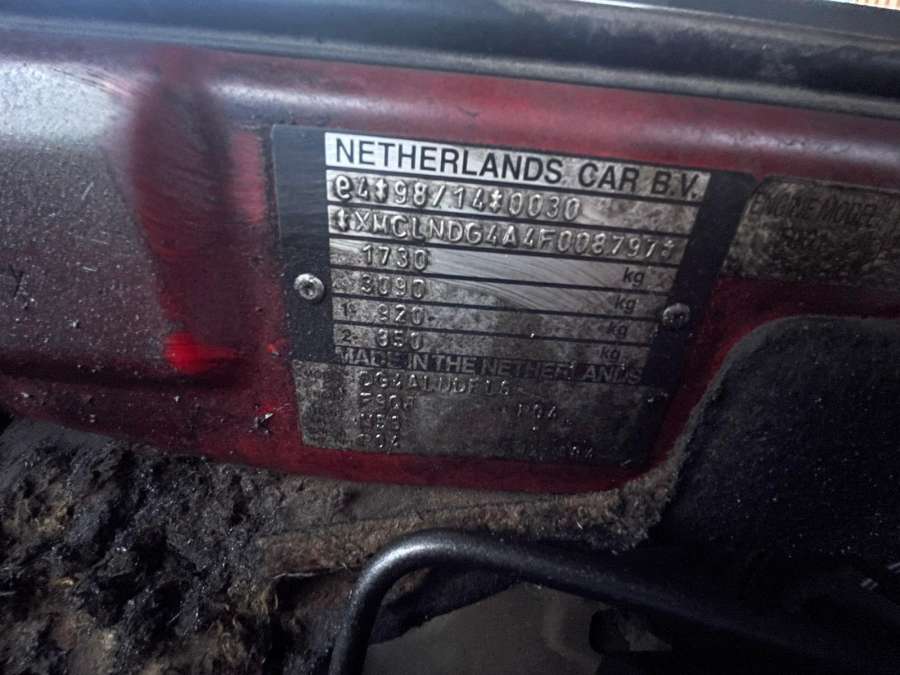 NETHERLANDS CAR B.V.
e4*98/14*0030
*XMCLNDG4A4F008797*
1730 kg
3090 kg
1- 920 kg
2- 850 kg
MADE IN THE NETHERLANDS
ENGINE MODEL
P04